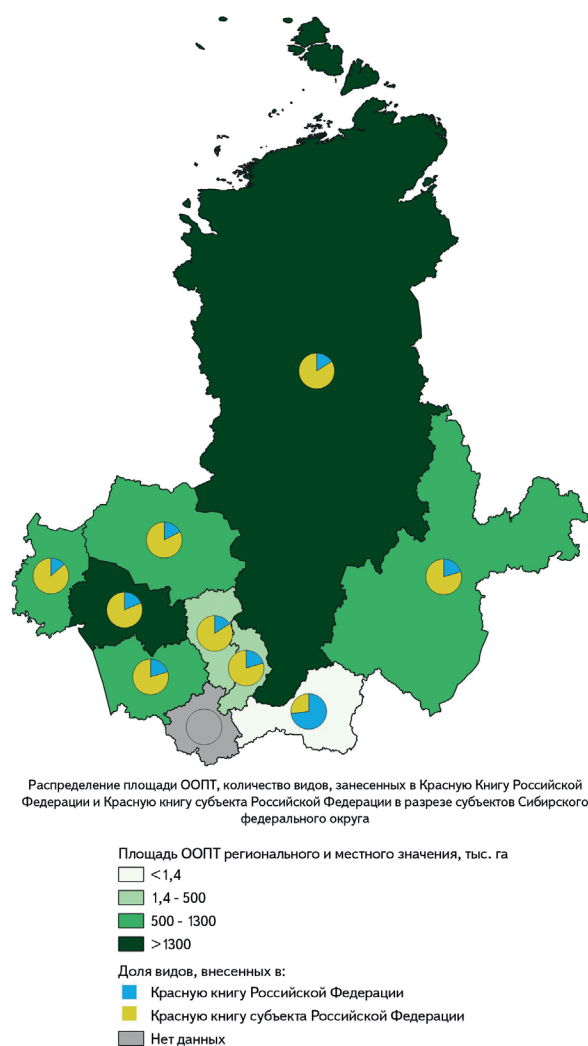 Распределение площади ООПТ, количество видов, занесенных в Красную Книгу Российской
Федерации и Красную книгу субъекта Российской Федерации в разрезе субъектов Сибирского
федерального округа
Площадь ООПТ регионального и местного значения, тыс. га
<1,4
1,4 - 500
500 - 1300
>1300
Доля видов, внесенных в:
Красную книгу Российской Федерации
Красную книгу субъекта Российской Федерации
Нет данных